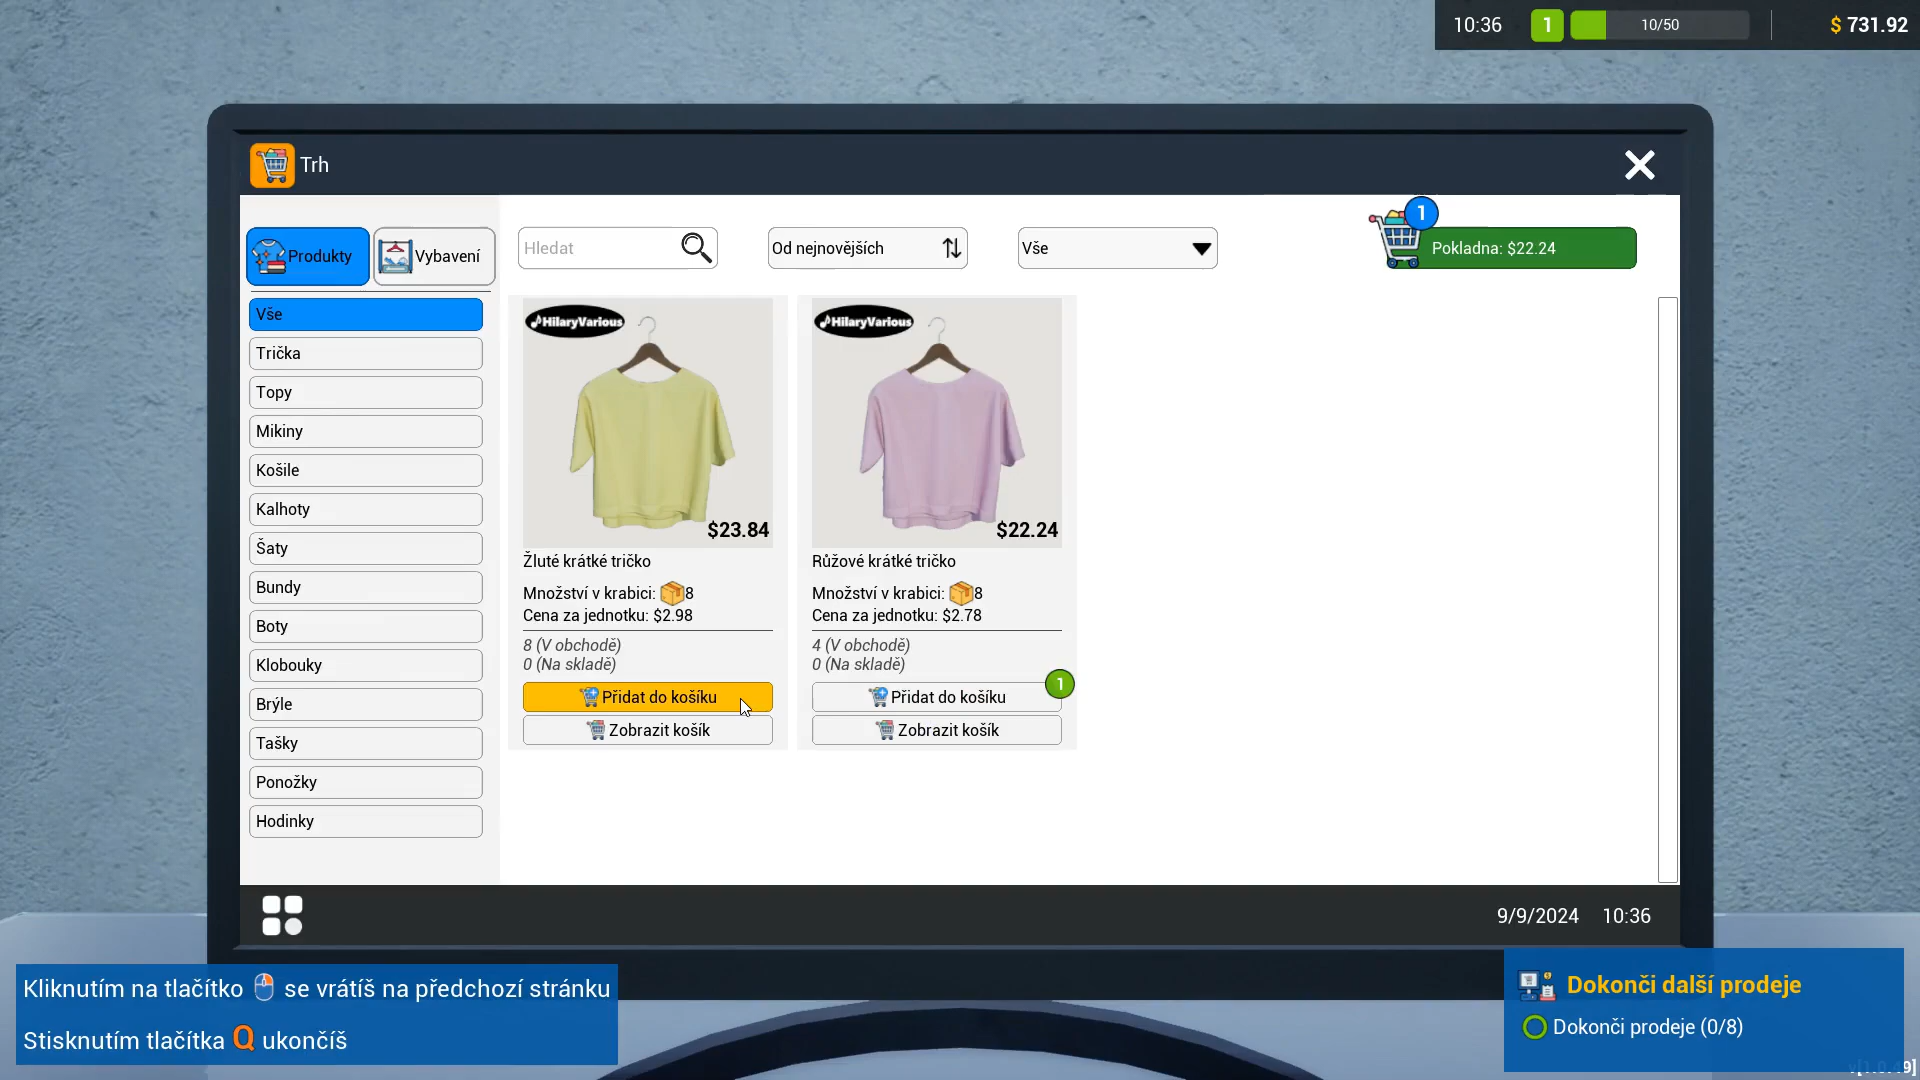 10:36
1
10/50
$ 731.92
Trh
Produkty
Vybavení
Hledat
Od nejnovějších
Vše
1
Pokladna: $22.24
Vše
Trička
Topy
Mikiny
Košile
Kalhoty
Šaty
Bundy
Boty
Klobouky
Brýle
Tašky
Ponožky
Hodinky
HilaryVarious
$23.84
Žluté krátké tričko
Množství v krabici: 8
Cena za jednotku: $2.98
8 (V obchodě)
0 (Na skladě)
Přidat do košíku
Zobrazit košík
HilaryVarious
$22.24
Růžové krátké tričko
Množství v krabici: 8
Cena za jednotku: $2.78
4 (V obchodě)
0 (Na skladě)
1
Přidat do košíku
Zobrazit košík
9/9/2024 10:36
Kliknutím na tlačítko se vrátíš na předchozí stránku
Stisknutím tlačítka Q ukončíš
Dokonči další prodeje
Dokonči prodeje (0/8)